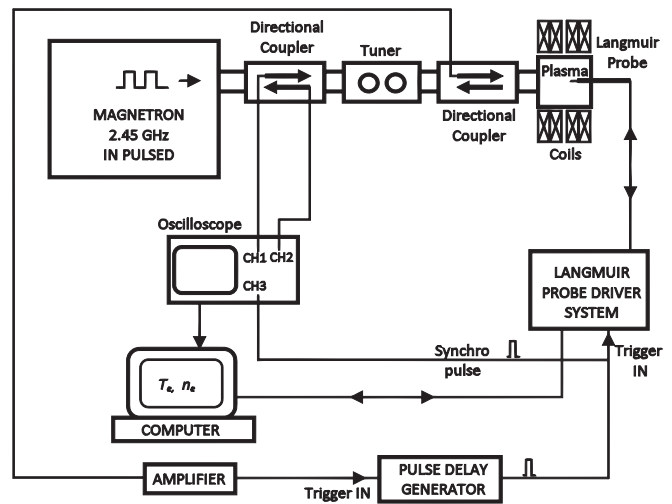 Directional
Coupler
Tuner
Langmuir
Probe
Plasma
MAGNETRON
2.45 GHz
IN PULSED
Directional
Coupler
Coils
Oscilloscope
CH1 CH2
CH3
LANGMUIR
PROBE DRIVER
SYSTEM
Synchro
pulse
Trigger
IN
Te, ne
COMPUTER
AMPLIFIER
Trigger IN
PULSE DELAY
GENERATOR